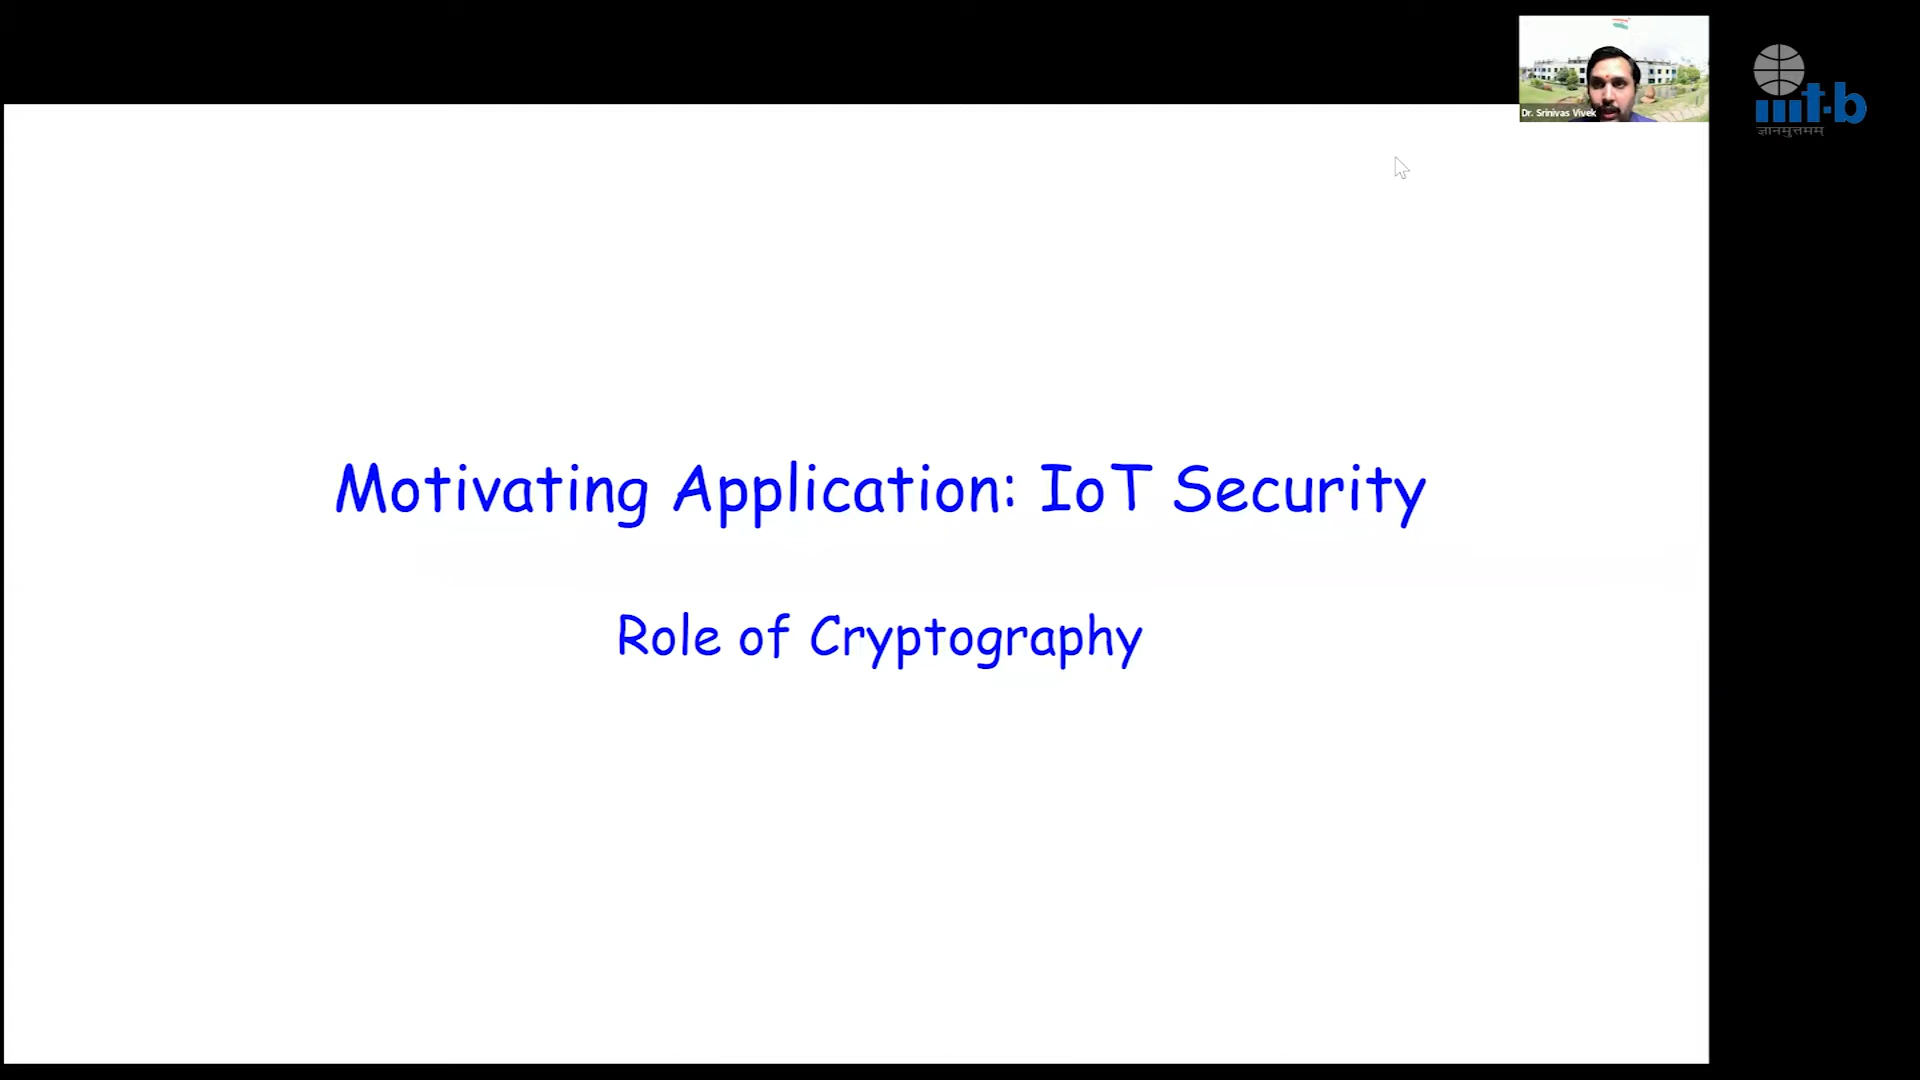 Dr. Srinivas Vivek
iiit-b
ज्ञानमुत्तमम्
Motivating Application: IoT Security
Role of Cryptography